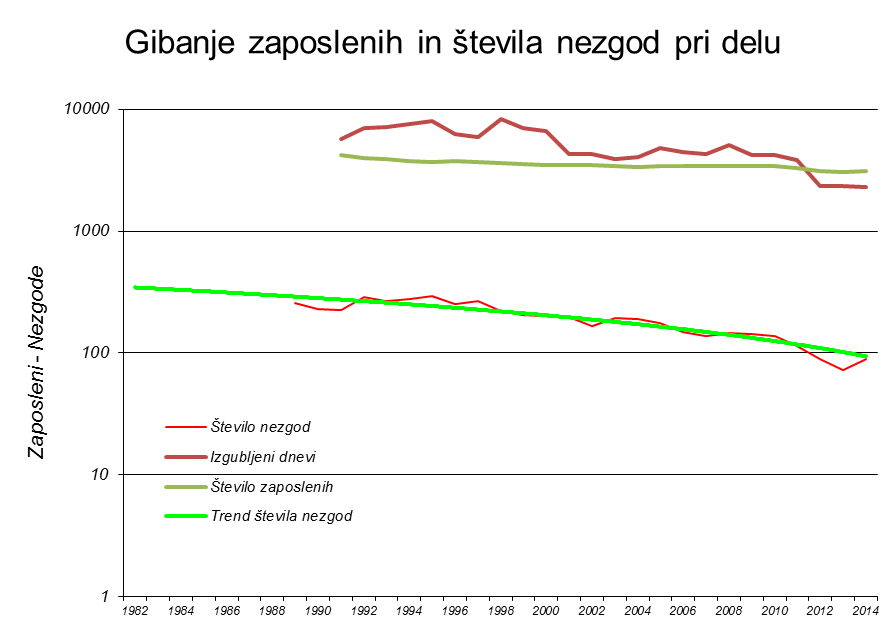 Gibanje zaposlenih in števila nezgod pri delu
Zaposleni - Nezgode
10000
1000
100
10
1
Število nezgod
Izgubljeni dnevi
Število zaposlenih
Trend števila nezgod
1982 1984 1986 1988 1990 1992 1994 1996 1998 2000 2002 2004 2006 2008 2010 2012 2014